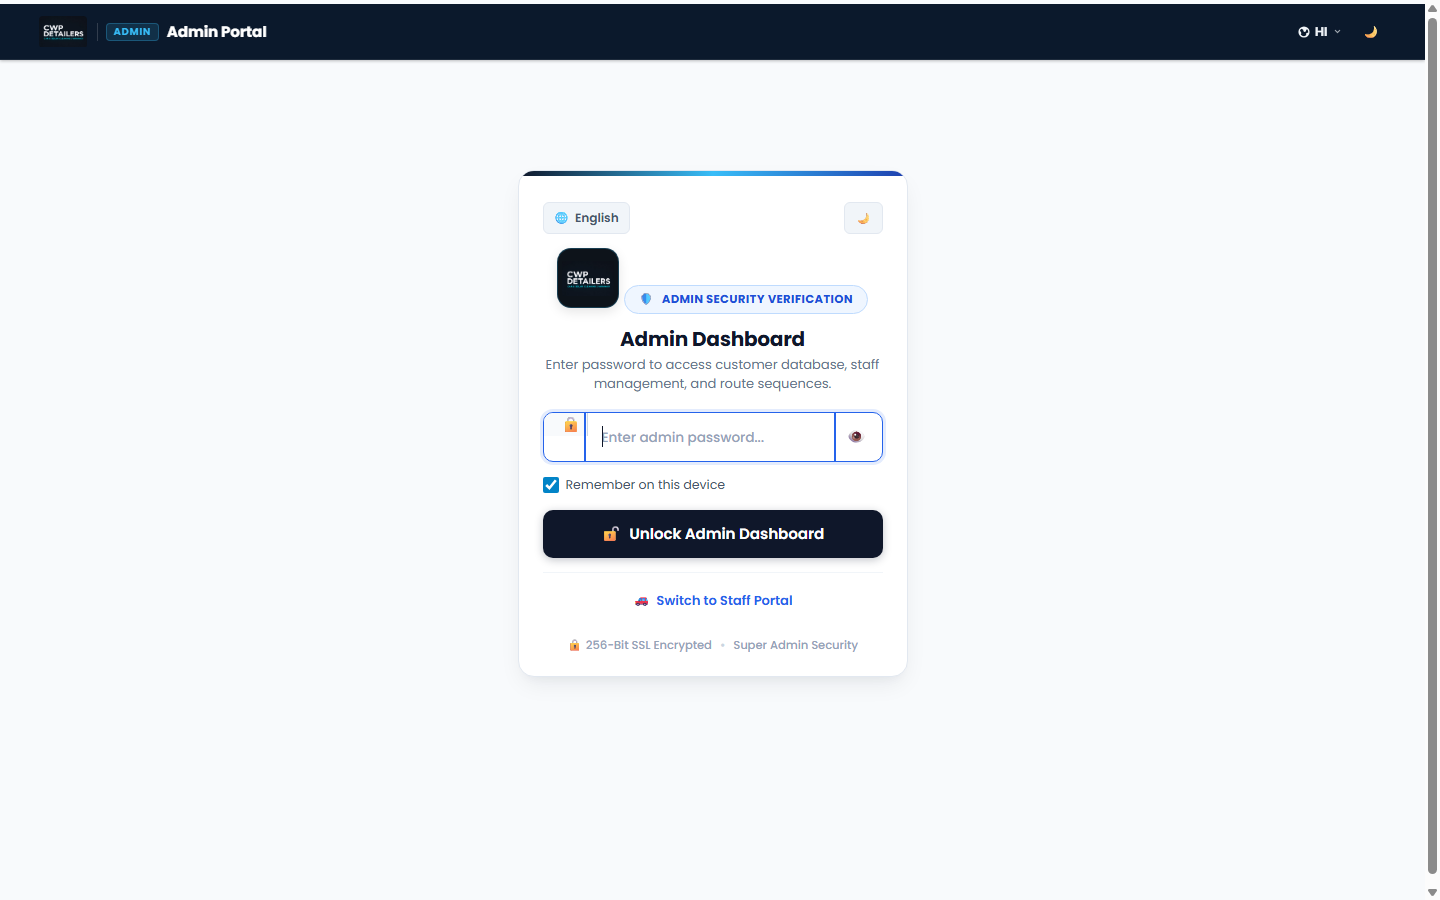 CWP
DETAILERS
ADMIN
Admin Portal
HI
English
CWP
DETAILERS
ADMIN SECURITY VERIFICATION
Admin Dashboard
Enter password to access customer database, staff
management, and route sequences.
Enter admin password...
Remember on this device
Unlock Admin Dashboard
Switch to Staff Portal
256-Bit SSL Encrypted • Super Admin Security